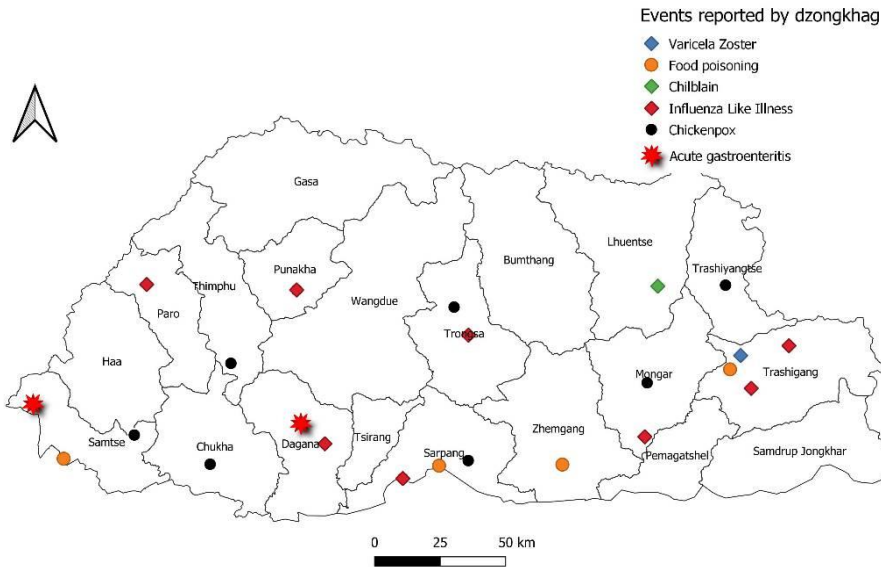 Events reported by dzongkhag
Varicela Zoster
Food poisoning
Chilblain
Influenza Like Illness
Chickenpox
Acute gastroenteritis
Gasa
Lhuentse
Bumthang
Punakha
Trashiyangtse
Thimphu
Wangdue
Paro
Trongsa
Haa
Mongar
Trashigang
Zhemgang
Samtse
Chukha
Dagana
Tsirang
Sarpang
Pemagatshel
Samdrup Jongkhar
0 25 50 km